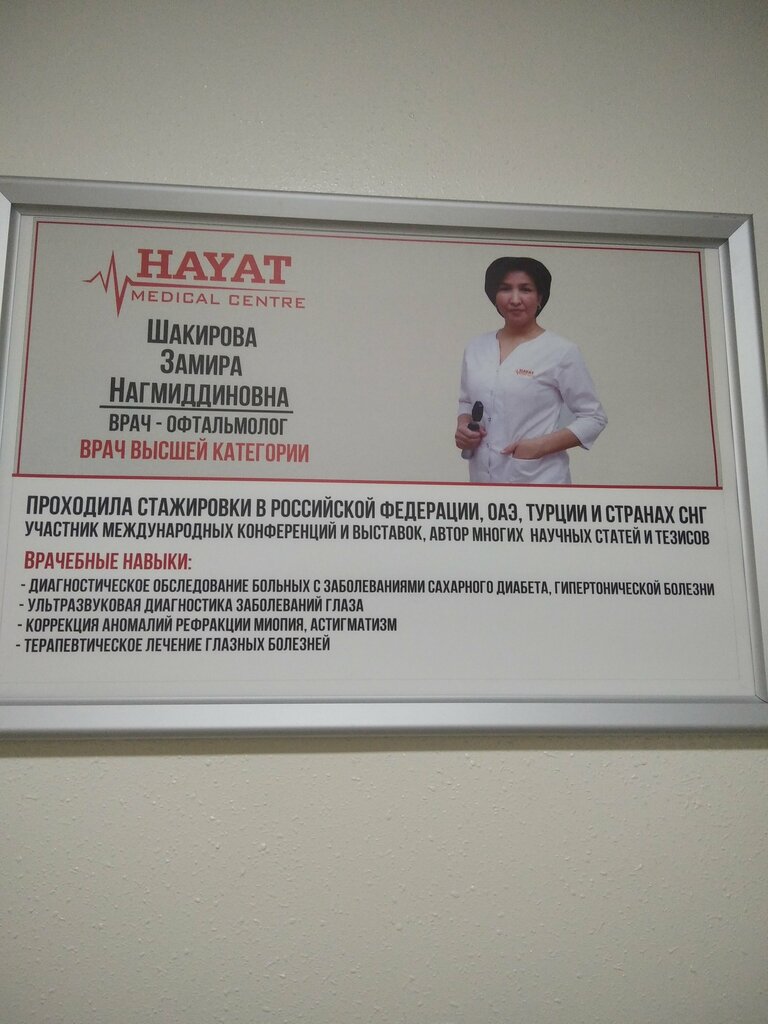 HAYAT
MEDICAL CENTRE
ШАКИРОВА
ЗАМИРА
НАГМИДДИНОВНА
ВРАЧ - ОФТАЛЬМОЛОГ
ВРАЧ ВЫСШЕЙ КАТЕГОРИИ
HAYAT
ПРОХОДИЛА СТАЖИРОВКИ В РОССИЙСКОЙ ФЕДЕРАЦИИ, ОАЭ, ТУРЦИИ И СТРАНАХ СНГ
УЧАСТНИК МЕЖДУНАРОДНЫХ КОНФЕРЕНЦИЙ И ВЫСТАВОК, АВТОР МНОГИХ НАУЧНЫХ СТАТЕЙ И ТЕЗИСОВ
ВРАЧЕБНЫЕ НАВЫКИ:
- ДИАГНОСТИЧЕСКОЕ ОБСЛЕДОВАНИЕ БОЛЬНЫХ С ЗАБОЛЕВАНИЯМИ САХАРНОГО ДИАБЕТА, ГИПЕРТОНИЧЕСКОЙ БОЛЕЗНИ
- УЛЬТРАЗВУКОВАЯ ДИАГНОСТИКА ЗАБОЛЕВАНИЙ ГЛАЗА
- КОРРЕКЦИЯ АНОМАЛИЙ РЕФРАКЦИИ МИОПИЯ, АСТИГМАТИЗМ
- ТЕРАПЕВТИЧЕСКОЕ ЛЕЧЕНИЕ ГЛАЗНЫХ БОЛЕЗНЕЙ